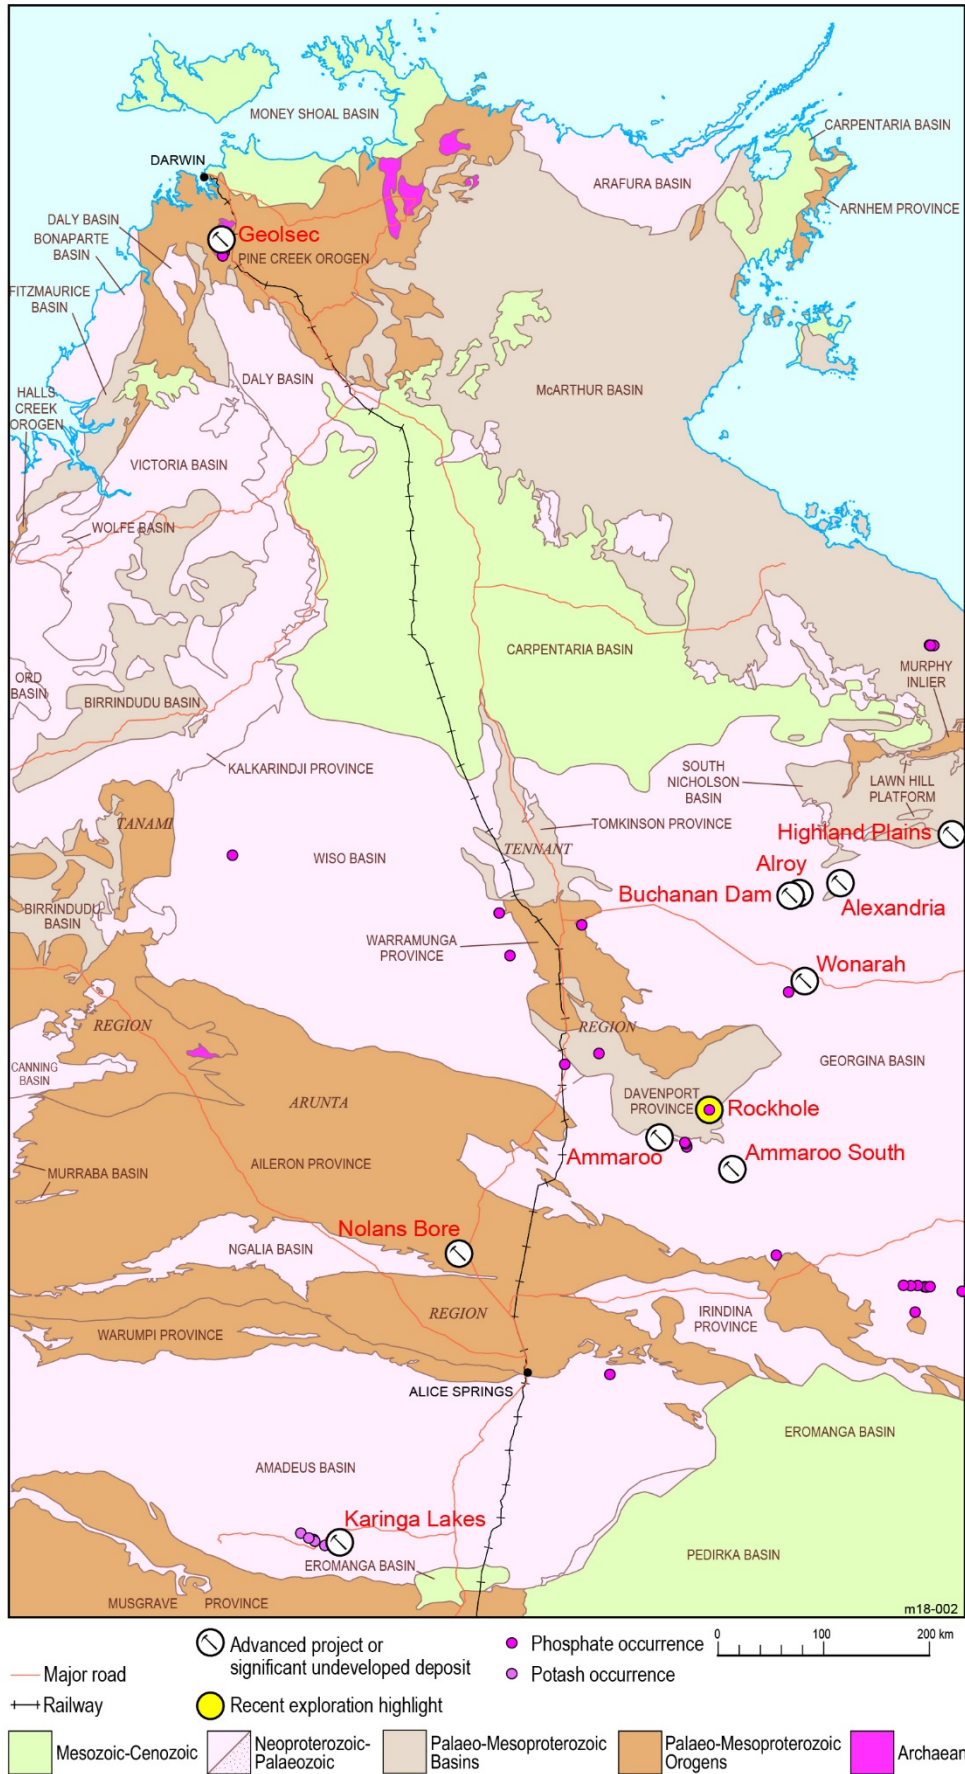 MONEY SHOAL BASIN
CARPENTARIA BASIN
DARWIN
ARAFURA BASIN
ARNHEM PROVINCE
DALY BASIN
BONAPARTE
BASIN
Geolsec
PINE CREEK OROGEN
FITZMAURICE
BASIN
DALY BASIN
McARTHUR BASIN
HALLS
CREEK
OROGEN
VICTORIA BASIN
WOLFE BASIN
CARPENTARIA BASIN
ORD
BASIN
MURPHY
INLIER
BIRRINDUDU BASIN
KALKARINDJI PROVINCE
SOUTH
NICHOLSON
BASIN
LAWN HILL
PLATFORM
TANAMI
TOMKINSON PROVINCE
Highland Plains
TENNANT
WISO BASIN
Alroy
Buchanan Dam
Alexandria
BIRRINDUDU
BASIN
WARRAMUNGA
PROVINCE
Wonarah
REGION
REGION
CANNING
BASIN
GEORGINA BASIN
ARUNTA
DAVENPORT
PROVINCE
Rockhole
AILERON PROVINCE
Ammaroo
Ammaroo South
MURRABA BASIN
Nolans Bore
NGALIA BASIN
REGION
IRINDINA
PROVINCE
WARUMPI PROVINCE
ALICE SPRINGS
EROMANGA BASIN
AMADEUS BASIN
Karinga Lakes
EROMANGA BASIN
PEDIRKA BASIN
MUSGRAVE PROVINCE
m18-002
Advanced project or
significant undeveloped deposit
Phosphate occurrence
0 100 200 km
Major road
Potash occurrence
Railway
Recent exploration highlight
Mesozoic-Cenozoic
Neoproterozoic-
Palaeozoic
Palaeo-Mesoproterozoic
Basins
Palaeo-Mesoproterozoic
Orogens
Archaean